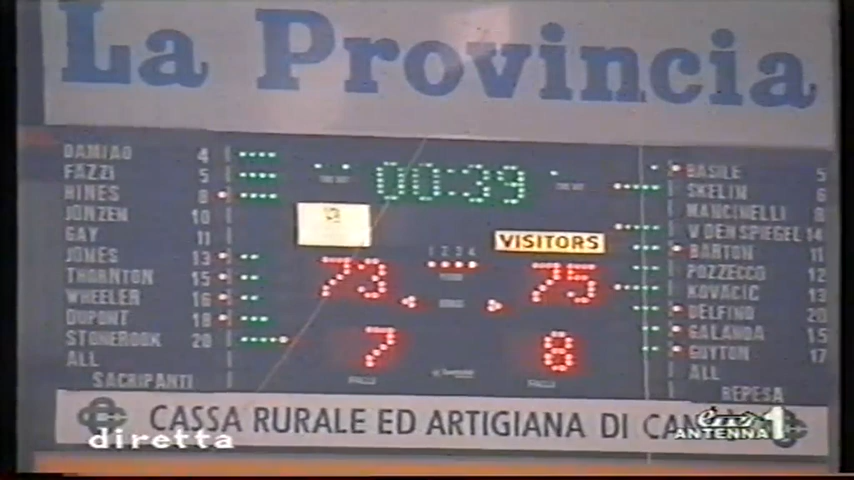 La Provincia
DAMIAO 4
FAZZI 5
HINES 8
JONZEN 10
GAY 11
JONES 13
THORNTON 15
WHEELER 16
DUPONT 18
STONEROOK 20
ALL
SACRIPANTI
00:39
VISITORS
1 2 3 4
73
75
7
8
FALLI
FALLI
BASILE 5
SKELIN 6
MANCINELLI 8
V DEN SPIEGEL 14
BARTON 11
POZZECCO 12
KOVACIC 13
DELFINO 20
GALANDA 15
GUYTON 17
ALL
REPESA
CASSA RURALE ED ARTIGIANA DI CAN
diretta
ANTENNA 1